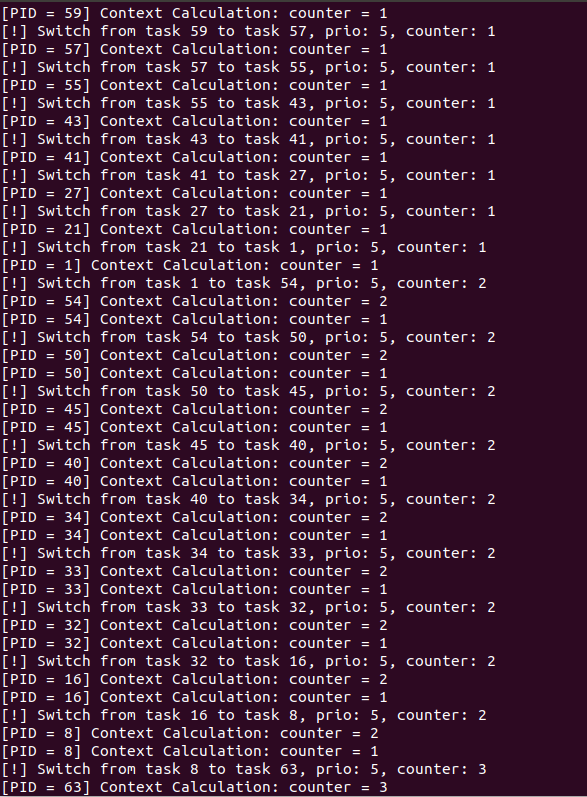 [PID = 59] Context Calculation: counter = 1
[!] Switch from task 59 to task 57, prio: 5, counter: 1
[PID = 57] Context Calculation: counter = 1
[!] Switch from task 57 to task 55, prio: 5, counter: 1
[PID = 55] Context Calculation: counter = 1
[!] Switch from task 55 to task 43, prio: 5, counter: 1
[PID = 43] Context Calculation: counter = 1
[!] Switch from task 43 to task 41, prio: 5, counter: 1
[PID = 41] Context Calculation: counter = 1
[!] Switch from task 41 to task 27, prio: 5, counter: 1
[PID = 27] Context Calculation: counter = 1
[!] Switch from task 27 to task 21, prio: 5, counter: 1
[PID = 21] Context Calculation: counter = 1
[!] Switch from task 21 to task 1, prio: 5, counter: 1
[PID = 1] Context Calculation: counter = 1
[!] Switch from task 1 to task 54, prio: 5, counter: 2
[PID = 54] Context Calculation: counter = 2
[PID = 54] Context Calculation: counter = 1
[!] Switch from task 54 to task 50, prio: 5, counter: 2
[PID = 50] Context Calculation: counter = 2
[PID = 50] Context Calculation: counter = 1
[!] Switch from task 50 to task 45, prio: 5, counter: 2
[PID = 45] Context Calculation: counter = 2
[PID = 45] Context Calculation: counter = 1
[!] Switch from task 45 to task 40, prio: 5, counter: 2
[PID = 40] Context Calculation: counter = 2
[PID = 40] Context Calculation: counter = 1
[!] Switch from task 40 to task 34, prio: 5, counter: 2
[PID = 34] Context Calculation: counter = 2
[PID = 34] Context Calculation: counter = 1
[!] Switch from task 34 to task 33, prio: 5, counter: 2
[PID = 33] Context Calculation: counter = 2
[PID = 33] Context Calculation: counter = 1
[!] Switch from task 33 to task 32, prio: 5, counter: 2
[PID = 32] Context Calculation: counter = 2
[PID = 32] Context Calculation: counter = 1
[!] Switch from task 32 to task 16, prio: 5, counter: 2
[PID = 16] Context Calculation: counter = 2
[PID = 16] Context Calculation: counter = 1
[!] Switch from task 16 to task 8, prio: 5, counter: 2
[PID = 8] Context Calculation: counter = 2
[PID = 8] Context Calculation: counter = 1
[!] Switch from task 8 to task 63, prio: 5, counter: 3
[PID = 63] Context Calculation: counter = 3